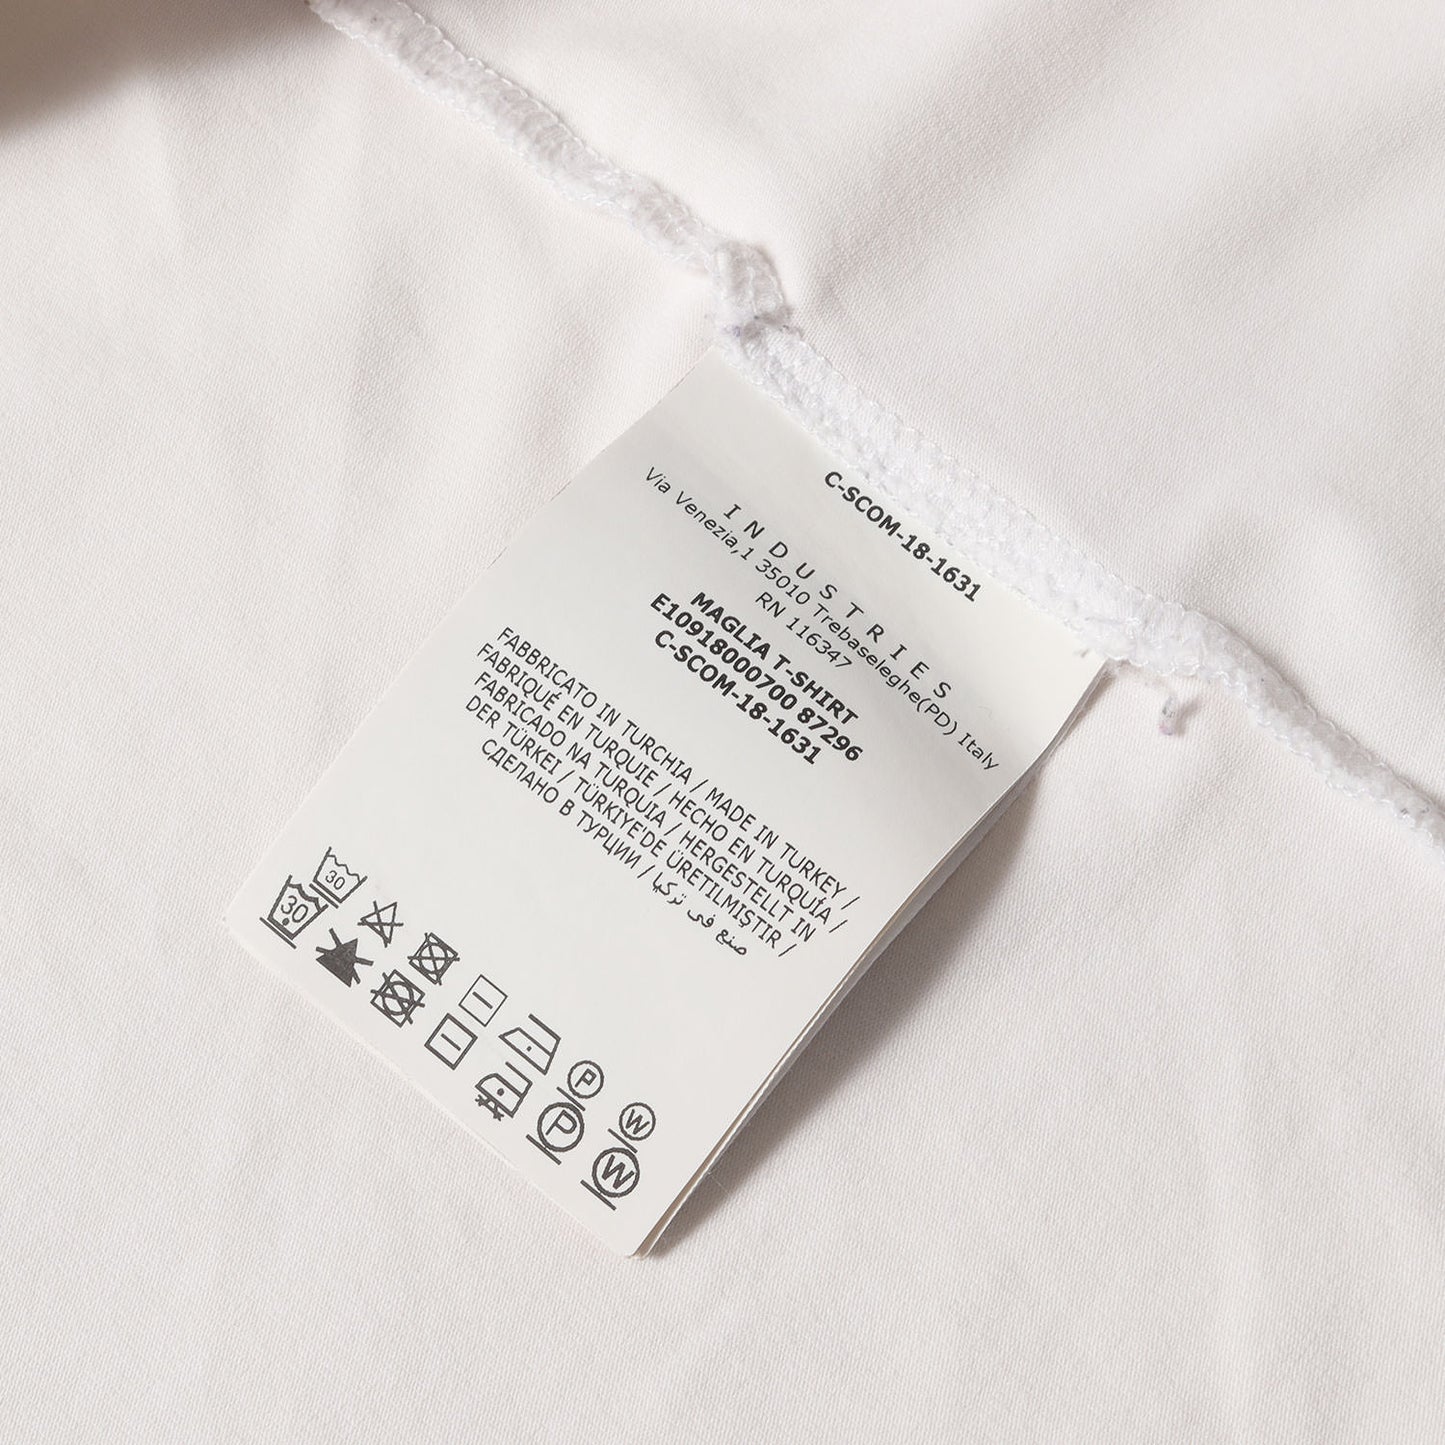 C-SCOM-18-1631
INDUSTRIES
Via Venezia,1 35010 Trebaseleghe(PD) Italy
RN 116347
MAGLIA T-SHIRT
E10918000700 87296
C-SCOM-18-1631
FABBRICATO IN TURCHIA / MADE IN TURKEY /
FABRIQUÉ EN TURQUIE / HECHO EN TURQUÍA /
FABRICADO NA TURQUIA / HERGESTELLT IN
DER TÜRKEI / TÜRKIYE'DE ÜRETILMIŞTIR /
СДЕЛАНО В ТУРЦИИ / صنع في تركيا
30
30
P
W
P
W